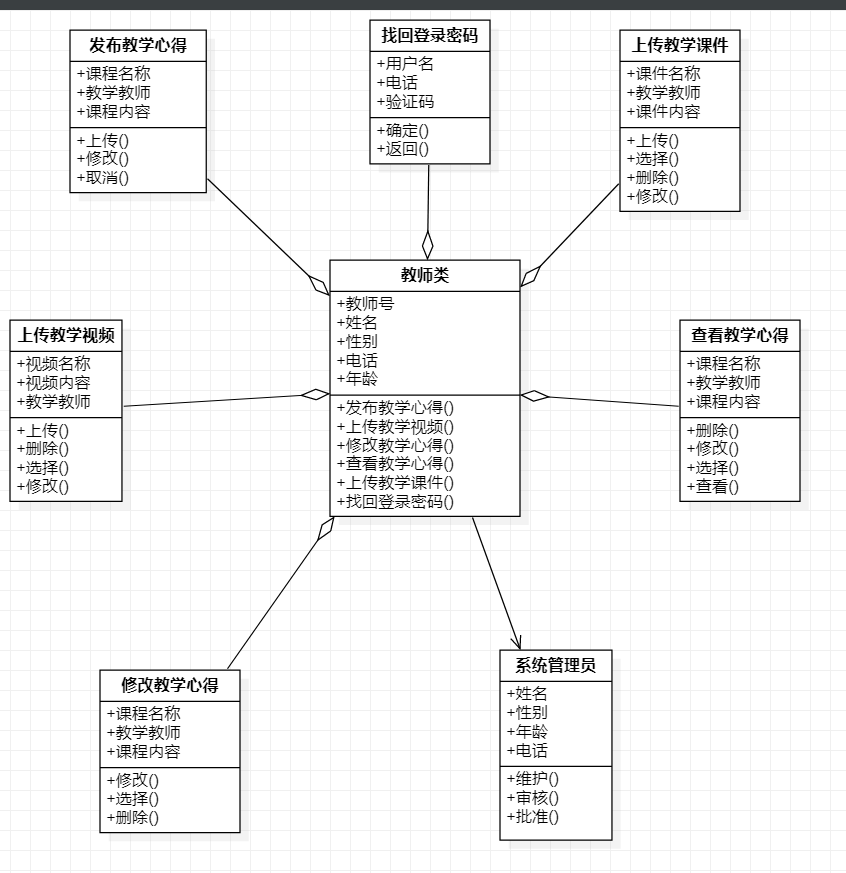 发布教学心得
+课程名称
+教学教师
+课程内容
+上传()
+修改()
+取消()
找回登录密码
+用户名
+电话
+验证码
+确定()
+返回()
上传教学课件
+课件名称
+教学教师
+课件内容
+上传()
+选择()
+删除()
+修改()
教师类
+教师号
+姓名
+性别
+电话
+年龄
+发布教学心得()
+上传教学视频()
+修改教学心得()
+查看教学心得()
+上传教学课件()
+找回登录密码()
上传教学视频
+视频名称
+视频内容
+教学教师
+上传()
+删除()
+选择()
+修改()
查看教学心得
+课程名称
+教学教师
+课程内容
+删除()
+修改()
+选择()
+查看()
修改教学心得
+课程名称
+教学教师
+课程内容
+修改()
+选择()
+删除()
系统管理员
+姓名
+性别
+年龄
+电话
+维护()
+审核()
+批准()